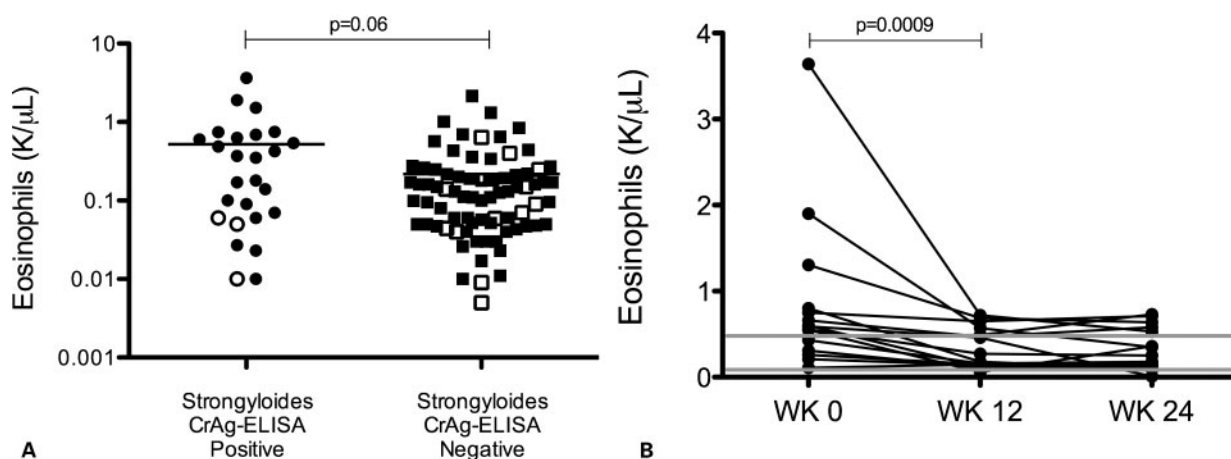 p=0.06
10
1
0.1
0.01
0.001
Eosinophils (K/μL)
Strongyloides
CrAg-ELISA
Positive
Strongyloides
CrAg-ELISA
Negative
A
p=0.0009
4
3
2
1
0
Eosinophils (K/μL)
WK 0
WK 12
WK 24
B